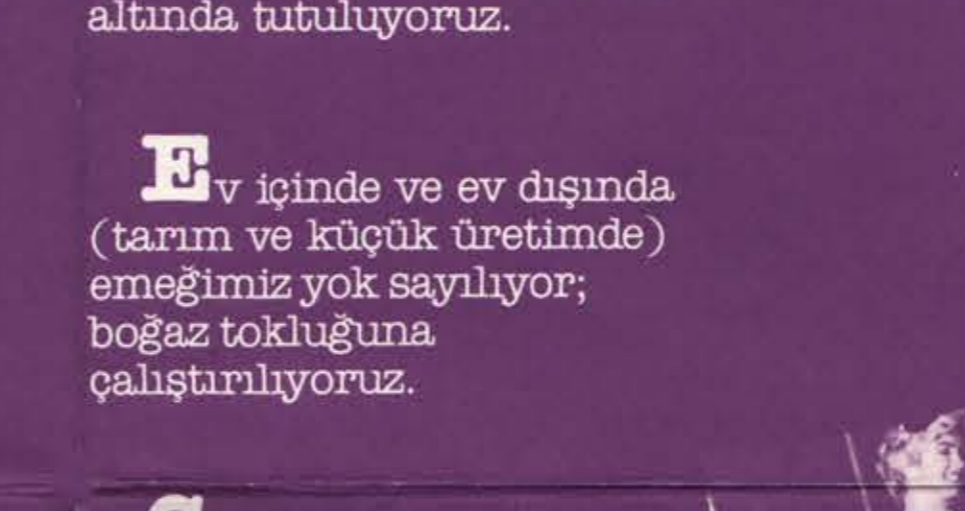 altında tutuluyoruz.
Ev içinde ve ev dışında
(tarım ve küçük üretimde)
emeğimiz yok sayılıyor;
boğaz tokluğuna
çalıştırılıyoruz.